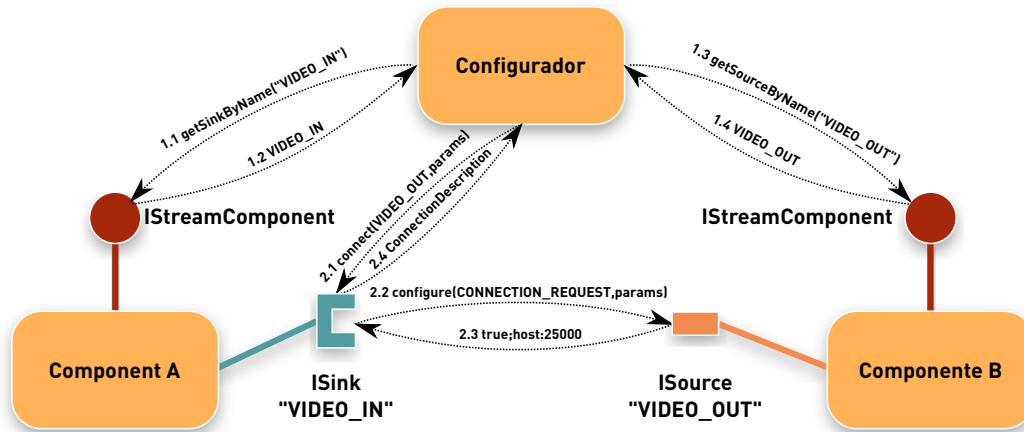 Configurador
1.1 getSinkByName("VIDEO_IN")
1.2 VIDEO_IN
1.3 getSourceByName("VIDEO_OUT")
1.4 VIDEO_OUT
IStreamComponent
IStreamComponent
2.1 connect(VIDEO_OUT,params)
2.4 ConnectionDescription
2.2 configure(CONNECTION_REQUEST,params)
2.3 true;host:25000
Component A
Componente B
ISink
"VIDEO_IN"
ISource
"VIDEO_OUT"